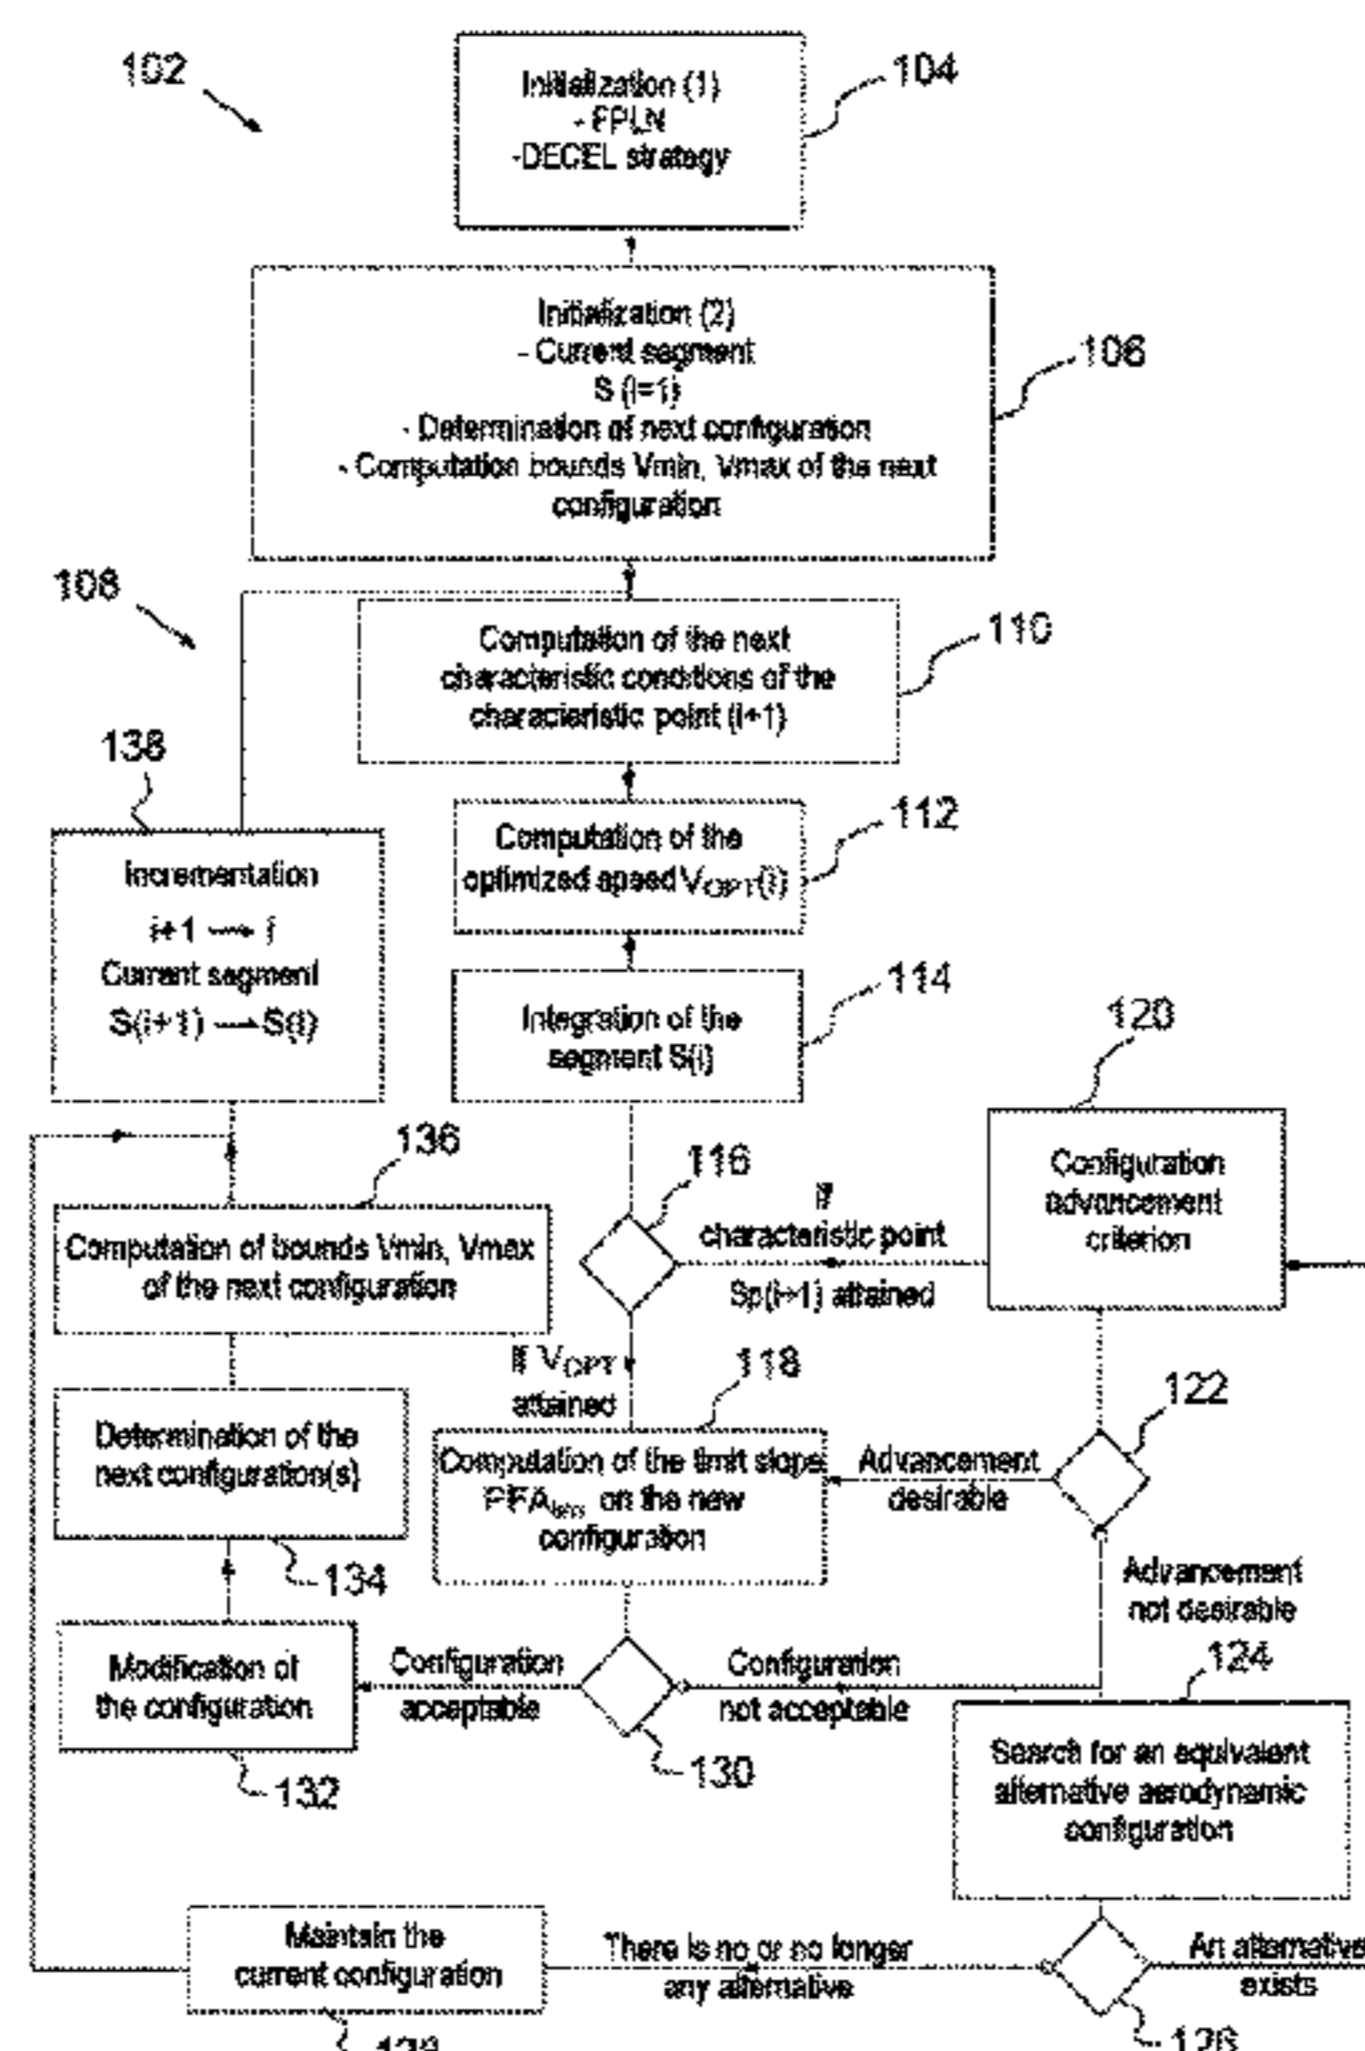 102
104
Initialization (1)
- FPLN
-DECEL strategy
106
Initialization (2)
- Current segment
S (i=1)
- Determination of next configuration
- Computation bounds Vmin, Vmax of the next
configuration
108
110
Computation of the next
characteristic conditions of the
characteristic point (i+1)
138
112
Computation of the
optimized speed VOPT(i)
Incrementation
i+1 → i
Current segment
S(i+1) → S(i)
114
Integration of the
segment S(i)
120
Configuration
advancement
criterion
136
116
If
characteristic point
Sp(i+1) attained
Computation of bounds Vmin, Vmax
of the next configuration
If VOPT
attained
118
122
Determination of the
next configuration(s)
Computation of the limit slope
on the new
configuration
Advancement
desirable
134
Advancement
not desirable
124
Modification of
the configuration
Configuration
acceptable
Configuration
not acceptable
132
130
Search for an equivalent
alternative aerodynamic
configuration
Maintain the
current configuration
There is no or no longer
any alternative
An alternative
exists
126